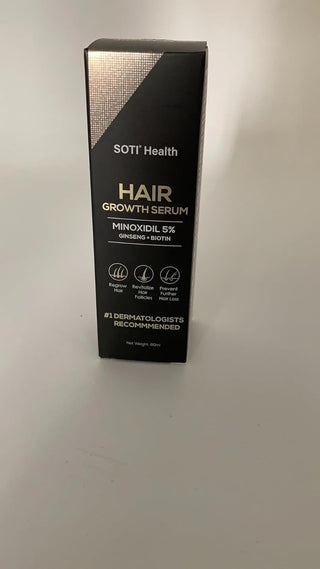 SOTI® Health
HAIR
GROWTH SERUM
MINOXIDIL 5%
GINSENG + BIOTIN
Regrow Revitalize Prevent
Hair Hair Further
Follicles Hair Loss
#1 DERMATOLOGISTS
RECOMMMENDED
Net Weight: 60ml